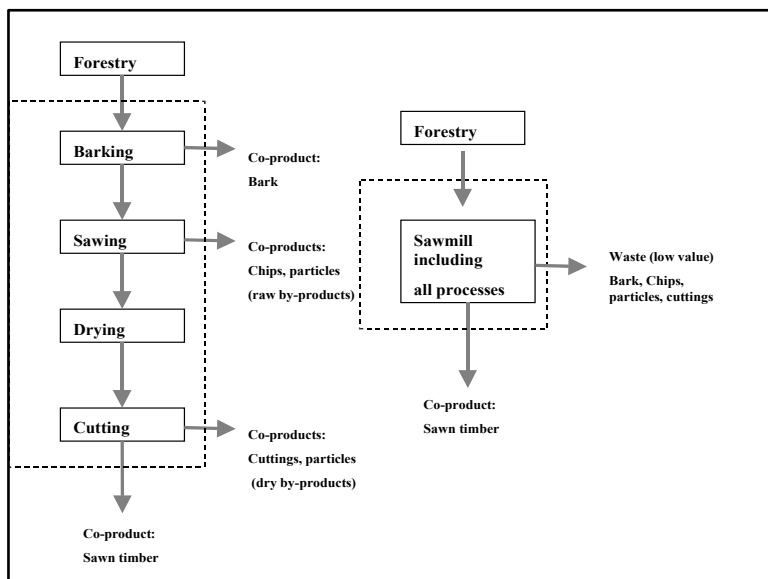 Forestry
Barking
Co-product:
Bark
Sawing
Co-products:
Chips, particles
(raw by-products)
Drying
Cutting
Co-products:
Cuttings, particles
(dry by-products)
Co-product:
Sawn timber
Forestry
Sawmill
including
all processes
Waste (low value)
Bark, Chips,
particles, cuttings
Co-product:
Sawn timber